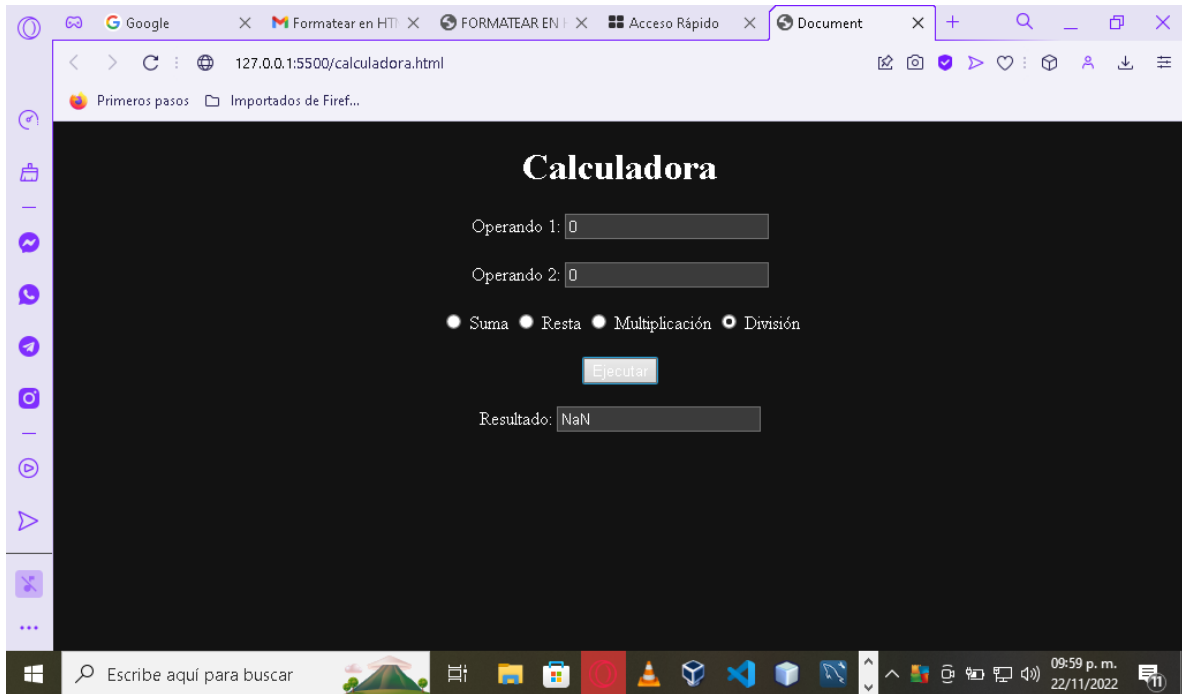 Google
Formatear en HT
FORMATEAR EN H
Acceso Rápido
Document
127.0.0.1:5500/calculadora.html
Primeros pasos
Importados de Firef...
Calculadora
Operando 1: 0
Operando 2: 0
Suma Resta Multiplicación División
Ejecutar
Resultado: NaN
Escribe aquí para buscar
09:59 p. m.
22/11/2022
11